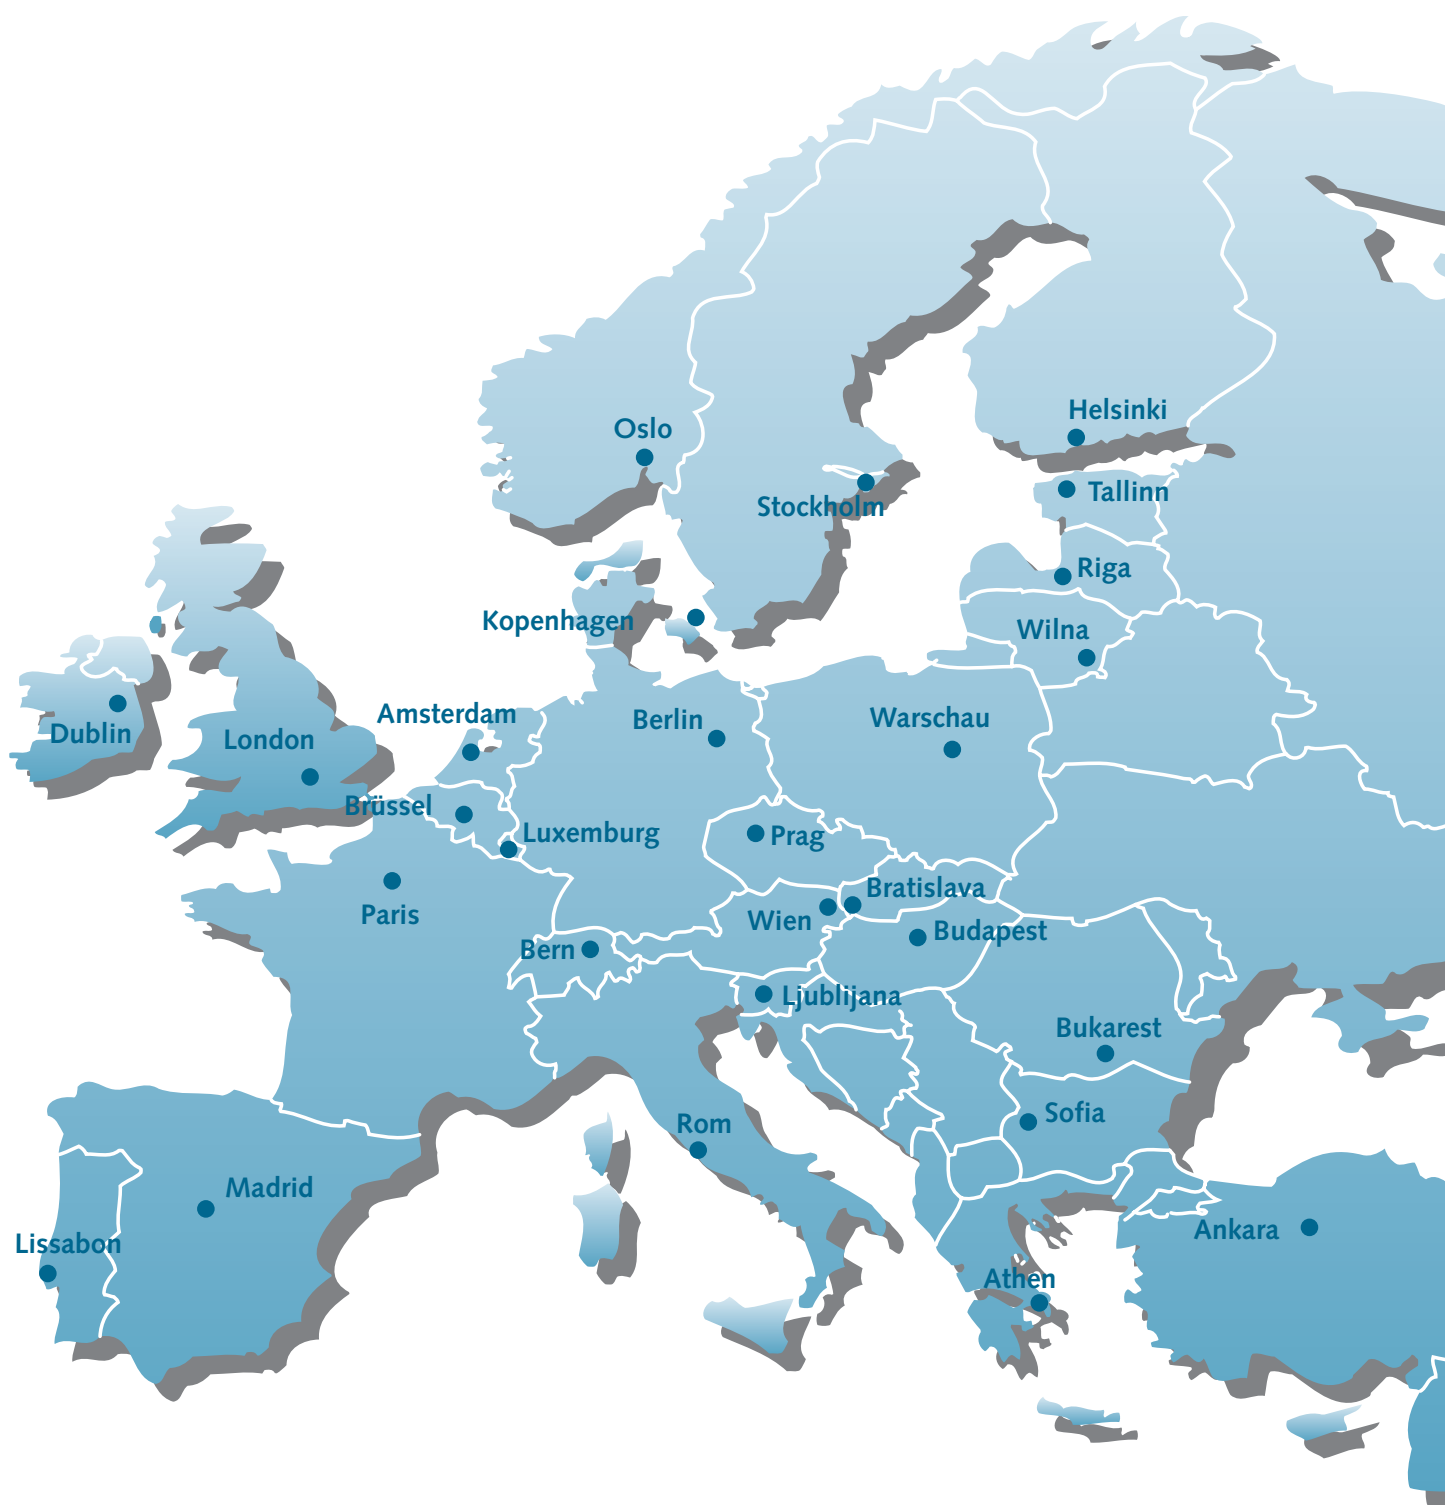 Helsinki
Oslo
Tallinn
Stockholm
Riga
Kopenhagen
Wilna
Amsterdam
Berlin
Warschau
Dublin
London
Brüssel
Luxemburg
Prag
Bratislava
Paris
Wien
Budapest
Bern
Ljublijana
Bukarest
Sofia
Rom
Madrid
Ankara
Lissabon
Athen